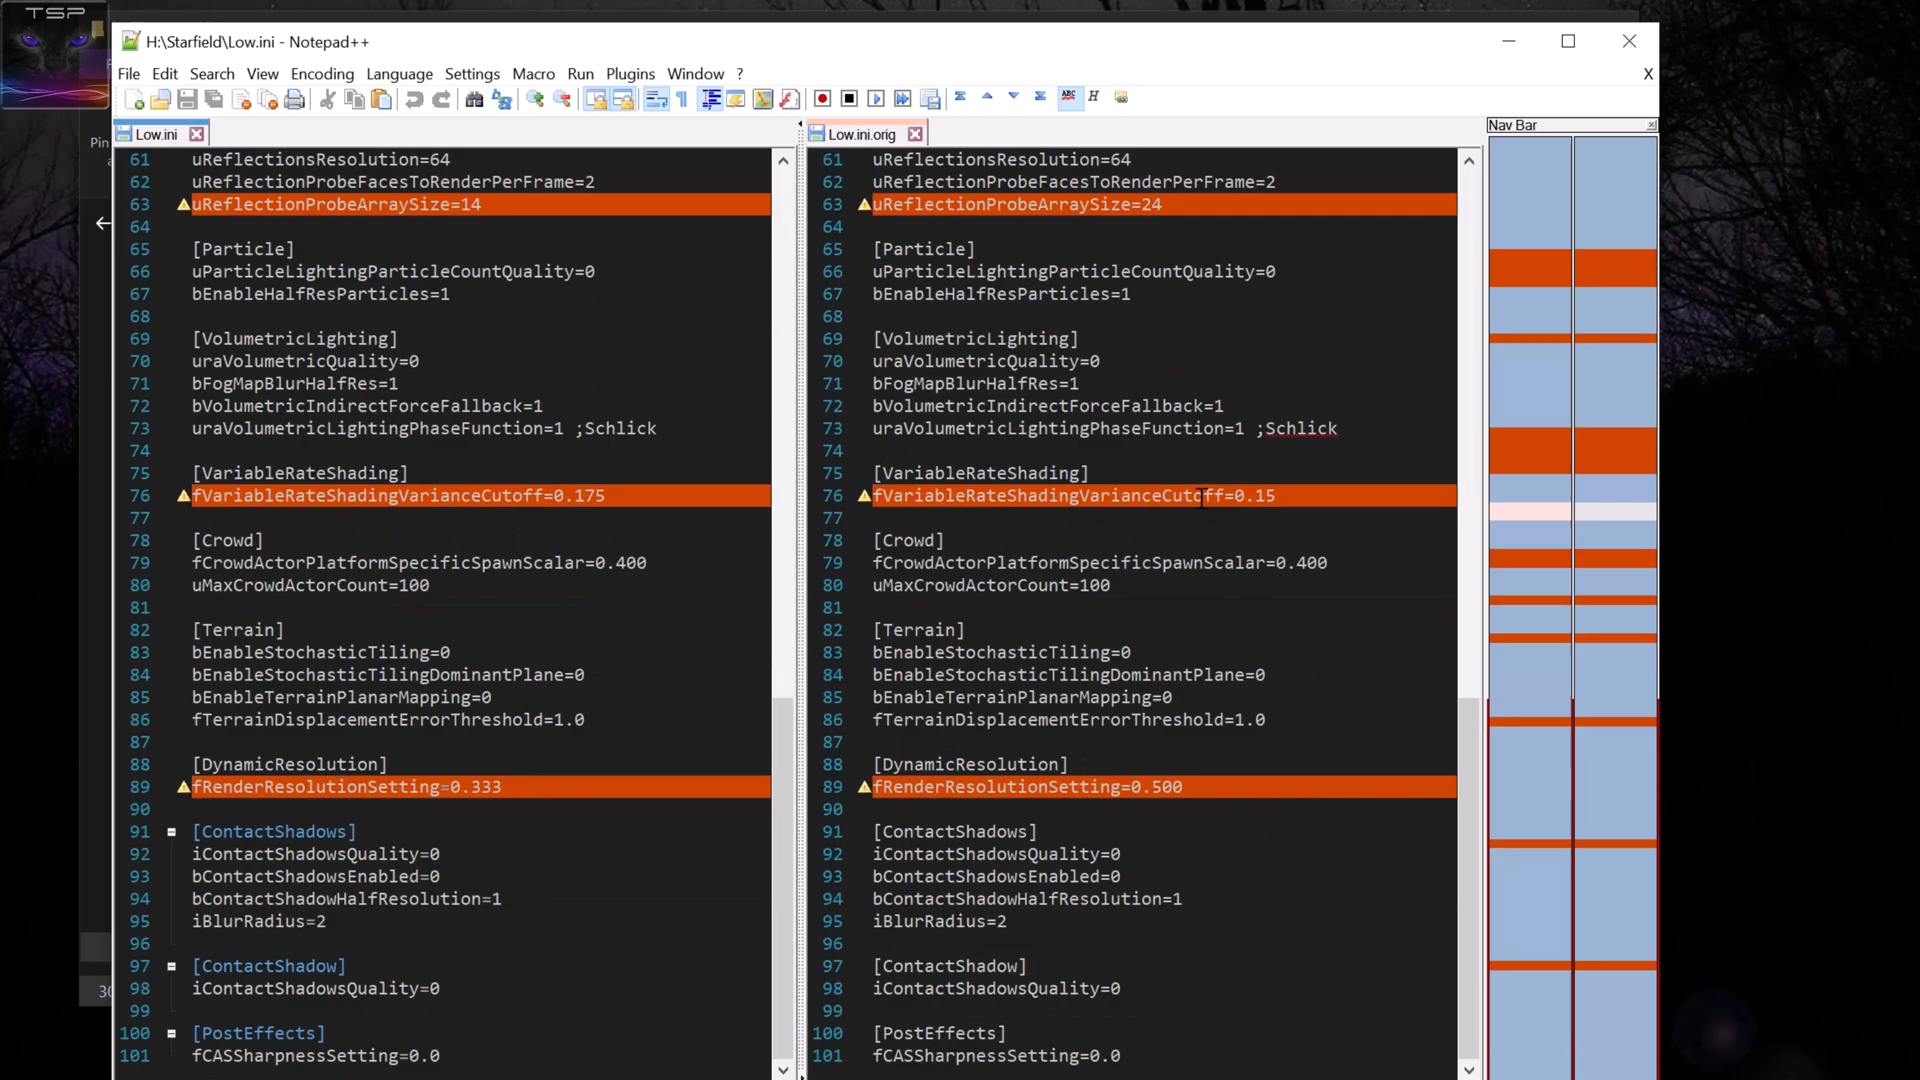 TSP
H:\Starfield\Low.ini - Notepad++
File Edit Search View Encoding Language Settings Macro Run Plugins Window ? X
Pin
Low.ini
61 uReflectionsResolution=64
62 uReflectionProbeFacesToRenderPerFrame=2
63 uReflectionProbeArraySize=14
64
65 [Particle]
66 uParticleLightingParticleCountQuality=0
67 bEnableHalfResParticles=1
68
69 [VolumetricLighting]
70 uraVolumetricQuality=0
71 bFogMapBlurHalfRes=1
72 bVolumetricIndirectForceFallback=1
73 uraVolumetricLightingPhaseFunction=1 ;Schlick
74
75 [VariableRateShading]
76 fVariableRateShadingVarianceCutoff=0.175
77
78 [Crowd]
79 fCrowdActorPlatformSpecificSpawnScalar=0.400
80 uMaxCrowdActorCount=100
81
82 [Terrain]
83 bEnableStochasticTiling=0
84 bEnableStochasticTilingDominantPlane=0
85 bEnableTerrainPlanarMapping=0
86 fTerrainDisplacementErrorThreshold=1.0
87
88 [DynamicResolution]
89 fRenderResolutionSetting=0.333
90
91 [ContactShadows]
92 iContactShadowsQuality=0
93 bContactShadowsEnabled=0
94 bContactShadowHalfResolution=1
95 iBlurRadius=2
96
97 [ContactShadow]
98 iContactShadowsQuality=0
99
100 [PostEffects]
101 fCASSharpnessSetting=0.0
30
Low.ini.orig
61 uReflectionsResolution=64
62 uReflectionProbeFacesToRenderPerFrame=2
63 uReflectionProbeArraySize=24
64
65 [Particle]
66 uParticleLightingParticleCountQuality=0
67 bEnableHalfResParticles=1
68
69 [VolumetricLighting]
70 uraVolumetricQuality=0
71 bFogMapBlurHalfRes=1
72 bVolumetricIndirectForceFallback=1
73 uraVolumetricLightingPhaseFunction=1 ;Schlick
74
75 [VariableRateShading]
76 fVariableRateShadingVarianceCutoff=0.15
77
78 [Crowd]
79 fCrowdActorPlatformSpecificSpawnScalar=0.400
80 uMaxCrowdActorCount=100
81
82 [Terrain]
83 bEnableStochasticTiling=0
84 bEnableStochasticTilingDominantPlane=0
85 bEnableTerrainPlanarMapping=0
86 fTerrainDisplacementErrorThreshold=1.0
87
88 [DynamicResolution]
89 fRenderResolutionSetting=0.500
90
91 [ContactShadows]
92 iContactShadowsQuality=0
93 bContactShadowsEnabled=0
94 bContactShadowHalfResolution=1
95 iBlurRadius=2
96
97 [ContactShadow]
98 iContactShadowsQuality=0
99
100 [PostEffects]
101 fCASSharpnessSetting=0.0
Nav Bar